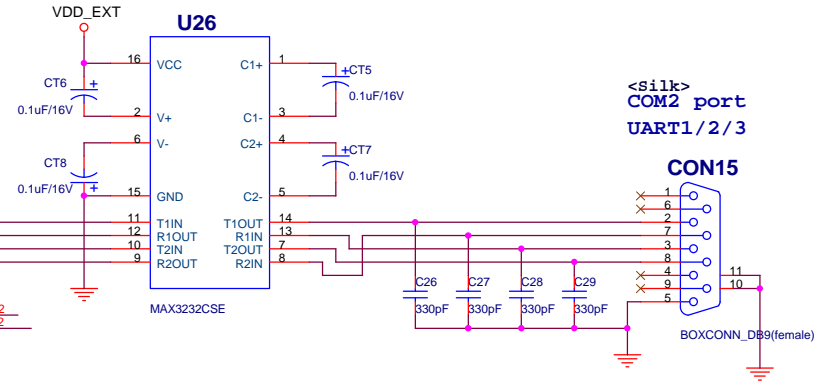 VDD_EXT
U26
16 VCC C1+ 1
CT6 +
+CT5
0.1uF/16V
0.1uF/16V
2 V+ C1- 3
6 V- C2+ 4
CT8
+CT7
0.1uF/16V +
0.1uF/16V
15 GND C2- 5
11 T1IN T1OUT 14
12 R1OUT R1IN 13
10 T2IN T2OUT 7
9 R2OUT R2IN 8
MAX3232CSE
<Silk>
COM2 port
UART1/2/3
CON15
1
6
2
7
3
8
4
9
5
11
10
C26 C27 C28 C29
330pF 330pF 330pF 330pF
BOXCONN_DB9(female)
2
2